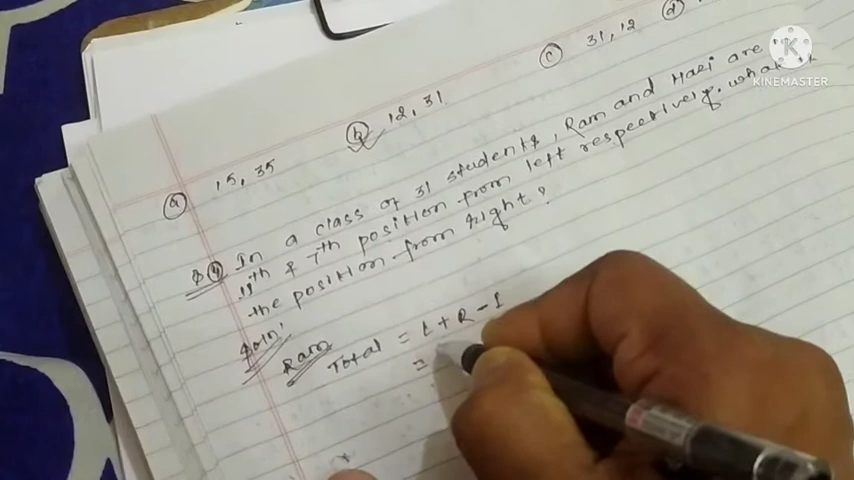 (a) 15, 35 (b) 12, 31 (c) 31, 12 (d)
Q (4) In a class of 31 students, Ram and Hari are
11th & 7th position from left respectively. what is
the position from right?
Soln:
Ram Total = L + R - 1
=
KINEMASTER